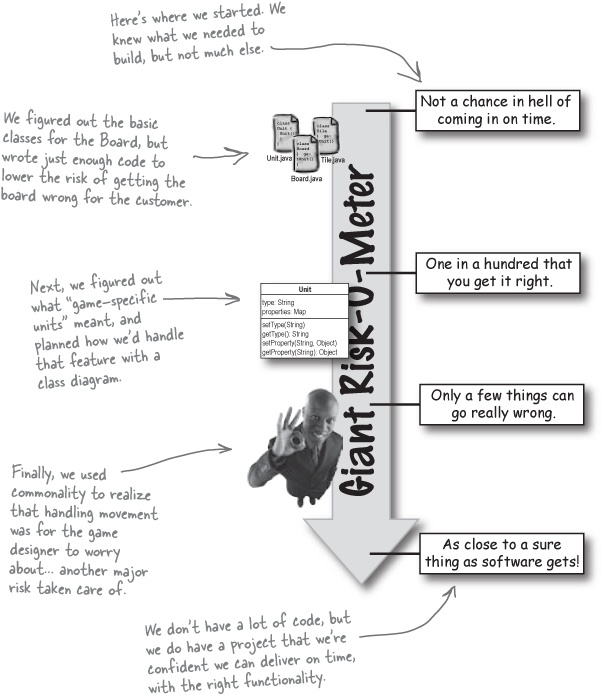 Here's where we started. We
knew what we needed to
build, but not much else.
Not a chance in hell of
coming in on time.
We figured out the basic
classes for the Board, but
wrote just enough code to
lower the risk of getting the
board wrong for the customer.
Unit.java
Tile.java
Board.java
Giant Risk-O-Meter
One in a hundred that
you get it right.
Next, we figured out
what "game-specific
units" meant, and
planned how we'd handle
that feature with a
class diagram.
Unit
type: String
properties: Map
setType(String)
getType(): String
setProperty(String, Object)
getProperty(String): Object
Only a few things can
go really wrong.
Finally, we used
commonality to realize
that handling movement
was for the game
designer to worry
about... another major
risk taken care of.
As close to a sure
thing as software gets!
We don't have a lot of code, but
we do have a project that we're
confident we can deliver on time,
with the right functionality.